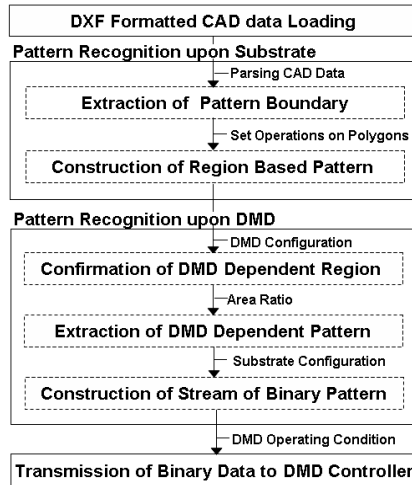 DXF Formatted CAD data Loading
Pattern Recognition upon Substrate
Parsing CAD Data
Extraction of Pattern Boundary
Set Operations on Polygons
Construction of Region Based Pattern
Pattern Recognition upon DMD
DMD Configuration
Confirmation of DMD Dependent Region
Area Ratio
Extraction of DMD Dependent Pattern
Substrate Configuration
Construction of Stream of Binary Pattern
DMD Operating Condition
Transmission of Binary Data to DMD Controller